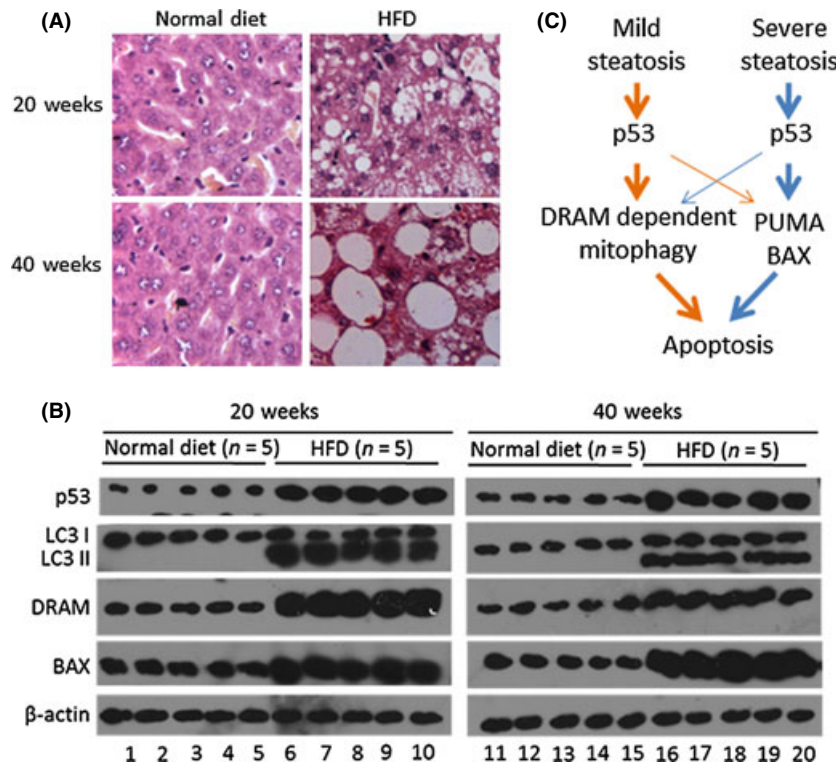 (A)
Normal diet HFD
20 weeks
40 weeks
(C)
Mild steatosis
Severe steatosis
p53 p53
DRAM dependent mitophagy
PUMA
BAX
Apoptosis
(B)
20 weeks 40 weeks
Normal diet (n = 5) HFD (n = 5) Normal diet (n = 5) HFD (n = 5)
p53
LC3 I
LC3 II
DRAM
BAX
β-actin
1 2 3 4 5 6 7 8 9 10 11 12 13 14 15 16 17 18 19 20